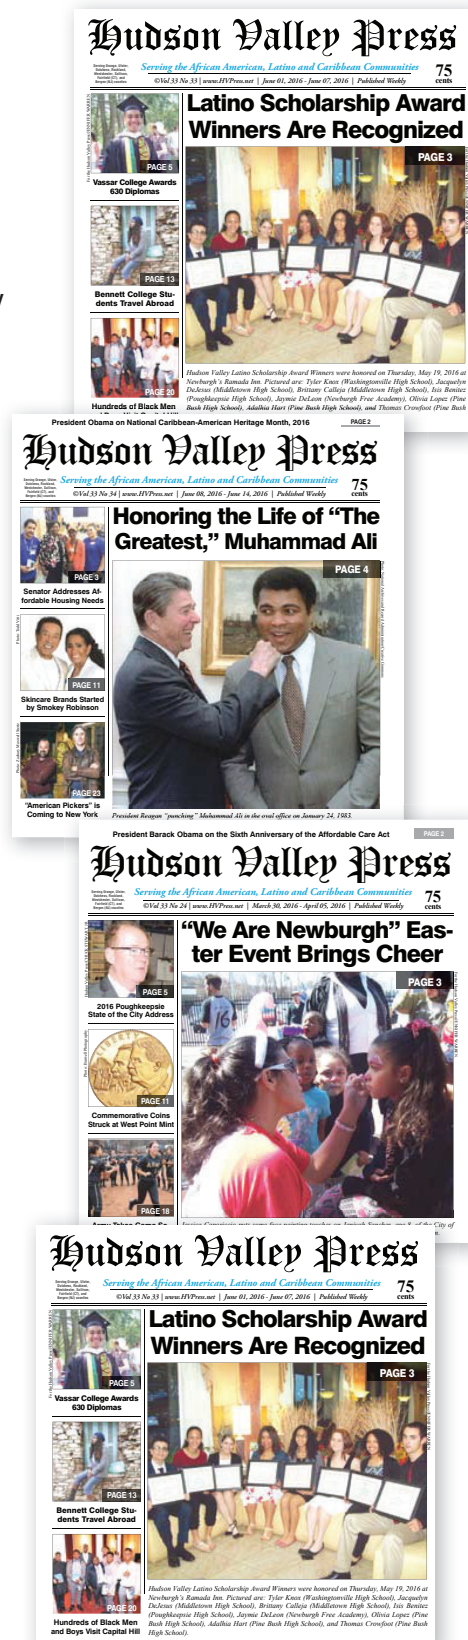 Hudson Valley Press
Serving the African American, Latino and Caribbean Communities
75
cents
©Vol 33 No 33 | www.HVPress.net | June 01, 2016 - June 07, 2016 | Published Weekly
PAGE 5
Vassar College Awards
630 Diplomas
PAGE 13
Bennett College Stu-
dents Travel Abroad
PAGE 20
Hundreds of Black Men
Latino Scholarship Award
Winners Are Recognized
PAGE 3
Hudson Valley Latino Scholarship Award Winners were honored on Thursday, May 19, 2016 at
Newburgh's Ramada Inn. Pictured are: Tyler Kno (Washingtonville High School), Jacquelyn
DeJesus (Middletown High School), Brittany Calleja (Middletown High School), Isis Benitez
(Poughkeepsie High School), Jaymie DeLeon (Newburgh Free Academy), Olivia Lopez (Pine
Bush High School), Adalhia Hart (Pine Bush High School), and Thomas Crowfoot (Pine Bush
President Obama on National Caribbean-American Heritage Month, 2016
PAGE 2
Hudson Valley Press
Serving the African American, Latino and Caribbean Communities
75
cents
©Vol 33 No 34 | www.HVPress.net | June 08, 2016 - June 14, 2016 | Published Weekly
PAGE 3
Senator Addresses Af-
fordable Housing Needs
PAGE 11
Skincare Brands Started
by Smokey Robinson
PAGE 23
"American Pickers" is
Coming to New York
Honoring the Life of “The
Greatest,” Muhammad Ali
PAGE 4
President Reagan "punching" Muhammad Ali in the oval office on January 24, 1983.
President Barack Obama on the Sixth Anniversary of the Affordable Care Act
PAGE 2
Hudson Valley Press
Serving the African American, Latino and Caribbean Communities
75
cents
©Vol 33 No 24 | www.HVPress.net | March 30, 2016 - April 05, 2016 | Published Weekly
PAGE 5
2016 Poughkeepsie
State of the City Address
PAGE 11
Commemorative Coins
Struck at West Point Mint
PAGE 18
“We Are Newburgh” Eas-
ter Event Brings Cheer
PAGE 3
Hudson Valley Press
Serving the African American, Latino and Caribbean Communities
75
cents
©Vol 33 No 33 | www.HVPress.net | June 01, 2016 - June 07, 2016 | Published Weekly
PAGE 5
Vassar College Awards
630 Diplomas
PAGE 13
Bennett College Stu-
dents Travel Abroad
PAGE 20
Hundreds of Black Men
and Boys Visit Capital Hill
Latino Scholarship Award
Winners Are Recognized
PAGE 3
Hudson Valley Latino Scholarship Award Winners were honored on Thursday, May 19, 2016 at
Newburgh's Ramada Inn. Pictured are: Tyler Kno (Washingtonville High School), Jacquelyn
DeJesus (Middletown High School), Brittany Calleja (Middletown High School), Isis Benitez
(Poughkeepsie High School), Jaymie DeLeon (Newburgh Free Academy), Olivia Lopez (Pine
Bush High School), Adalhia Hart (Pine Bush High School), and Thomas Crowfoot (Pine Bush
High School).